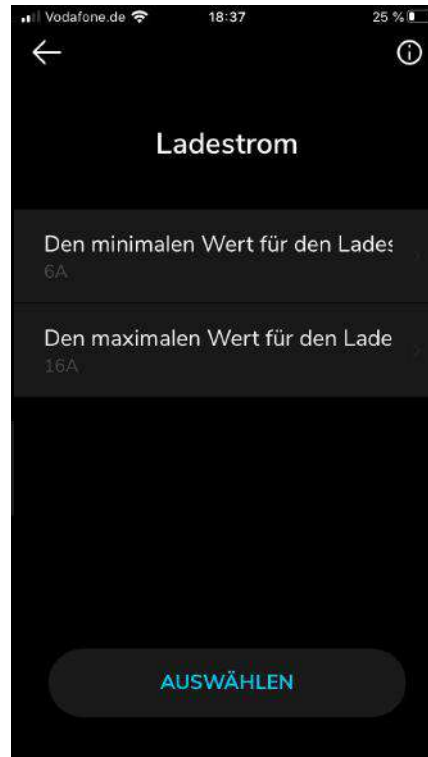 Vodafone.de 18:37 25 %
Ladestrom
Den minimalen Wert für den Lades
6A
Den maximalen Wert für den Lade
16A
AUSWÄHLEN